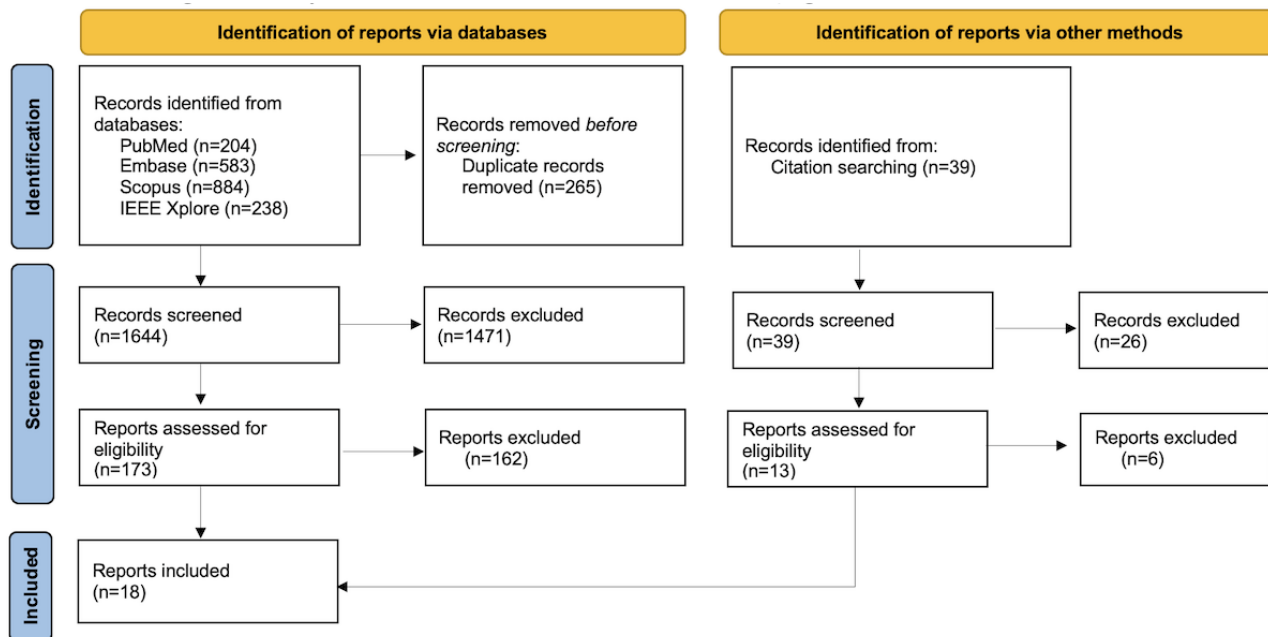 Identification of reports via databases
Identification of reports via other methods
Identification
Records identified from
databases:
PubMed (n=204)
Embase (n=583)
Scopus (n=884)
IEEE Xplore (n=238)
Records removed before
screening:
Duplicate records
removed (n=265)
Records identified from:
Citation searching (n=39)
Screening
Records screened
(n=1644)
Records excluded
(n=1471)
Records screened
(n=39)
Records excluded
(n=26)
Reports assessed for
eligibility
(n=173)
Reports excluded
(n=162)
Reports assessed for
eligibility
(n=13)
Reports excluded
(n=6)
Included
Reports included
(n=18)